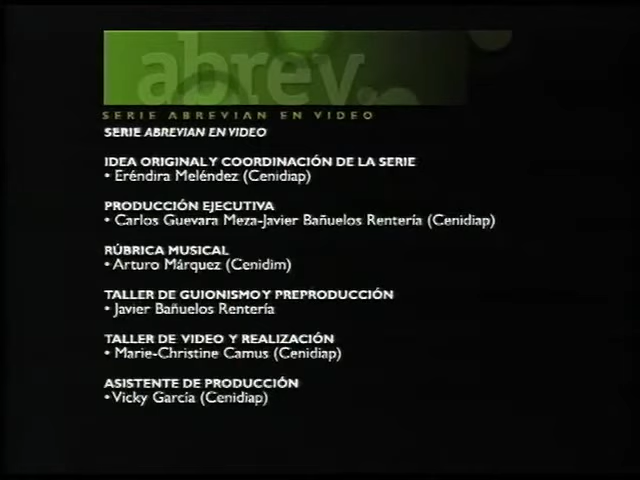 abrev
SERIE ABREVIAN EN VIDEO
SERIE ABREVIAN EN VIDEO
IDEA ORIGINAL Y COORDINACIÓN DE LA SERIE
• Eréndira Meléndez (Cenidiap)
PRODUCCIÓN EJECUTIVA
• Carlos Guevara Meza-Javier Bañuelos Rentería (Cenidiap)
RÚBRICA MUSICAL
• Arturo Márquez (Cenidim)
TALLER DE GUIONISMO Y PREPRODUCCIÓN
• Javier Bañuelos Rentería
TALLER DE VIDEO Y REALIZACIÓN
• Marie-Christine Camus (Cenidiap)
ASISTENTE DE PRODUCCIÓN
• Vicky García (Cenidiap)